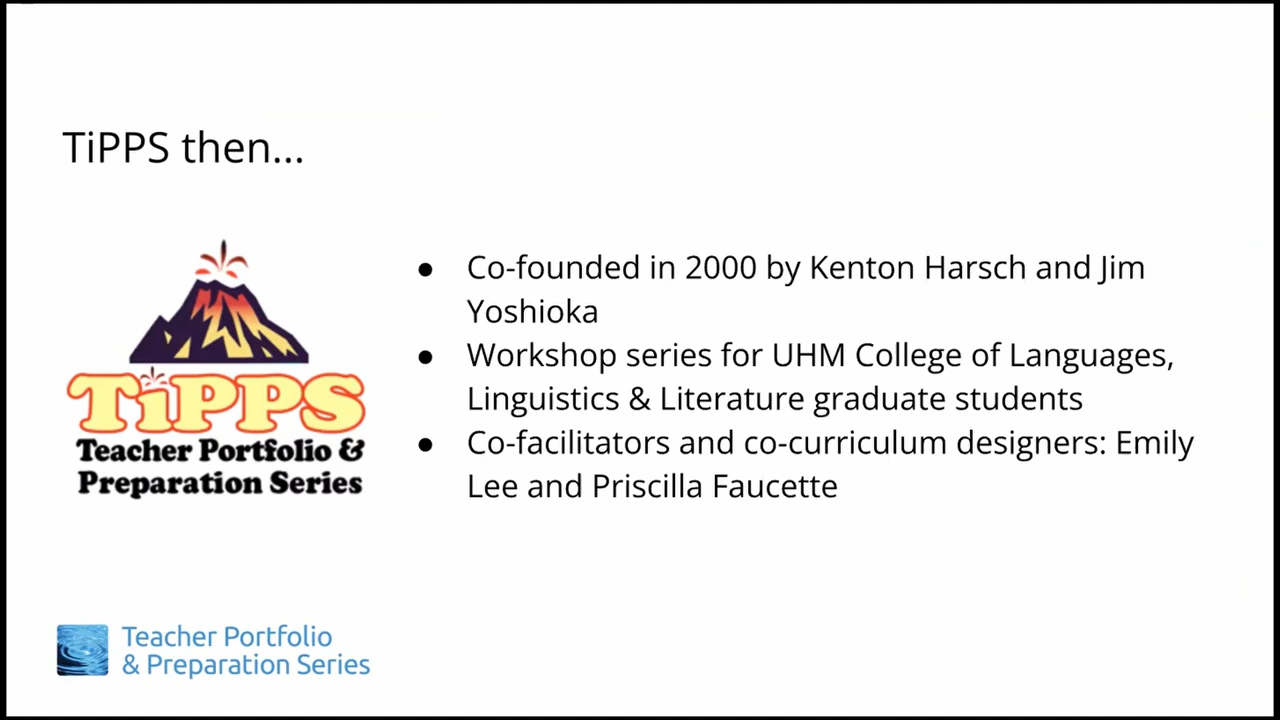 TiPPS then...
TiPPS
Teacher Portfolio &
Preparation Series
● Co-founded in 2000 by Kenton Harsch and Jim
Yoshioka
● Workshop series for UHM College of Languages,
Linguistics & Literature graduate students
● Co-facilitators and co-curriculum designers: Emily
Lee and Priscilla Faucette
Teacher Portfolio
& Preparation Series